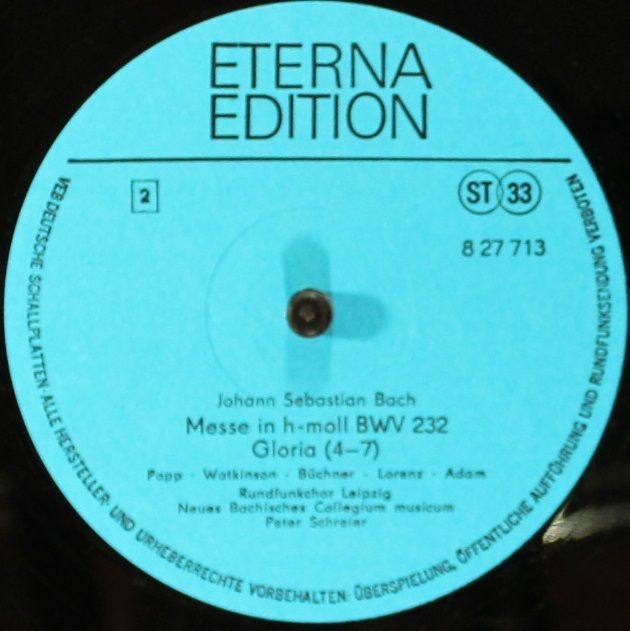 ETERNA
EDITION
2
ST 33
8 27 713
Johann Sebastian Bach
Messe in h-moll BWV 232
Gloria (4–7)
Popp · Watkinson · Büchner · Lorenz · Adam
Rundfunkchor Leipzig
Neues Bachisches Collegium musicum
Peter Schreier
VEB DEUTSCHE SCHALLPLATTEN · ALLE HERSTELLER- UND URHEBERRECHTE VORBEHALTEN · ÜBERSPIELUNG, ÖFFENTLICHE AUFFÜHRUNG UND RUNDFUNKSENDUNG VERBOTEN